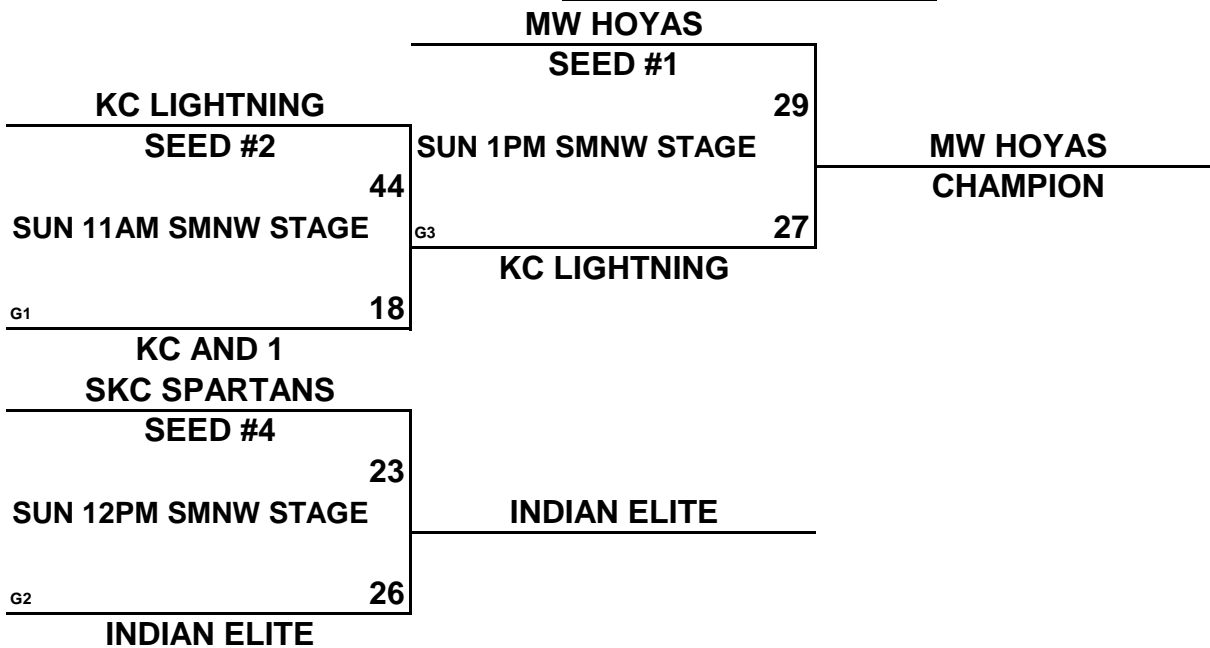 MW HOYAS
SEED #1
KC LIGHTNING
29
SEED #2
SUN 1PM SMNW STAGE
MW HOYAS
44
CHAMPION
SUN 11AM SMNW STAGE
G3
27
KC LIGHTNING
G1
18
KC AND 1
SKC SPARTANS
SEED #4
23
SUN 12PM SMNW STAGE
INDIAN ELITE
G2
26
INDIAN ELITE